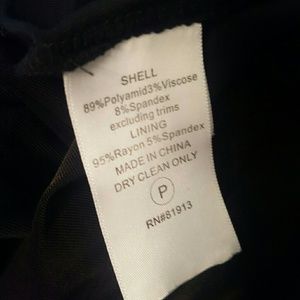 SHELL
89%Polyamid3%Viscose
8%Spandex
excluding trims
LINING
95%Rayon 5%Spandex
MADE IN CHINA
DRY CLEAN ONLY
P
RN#81913